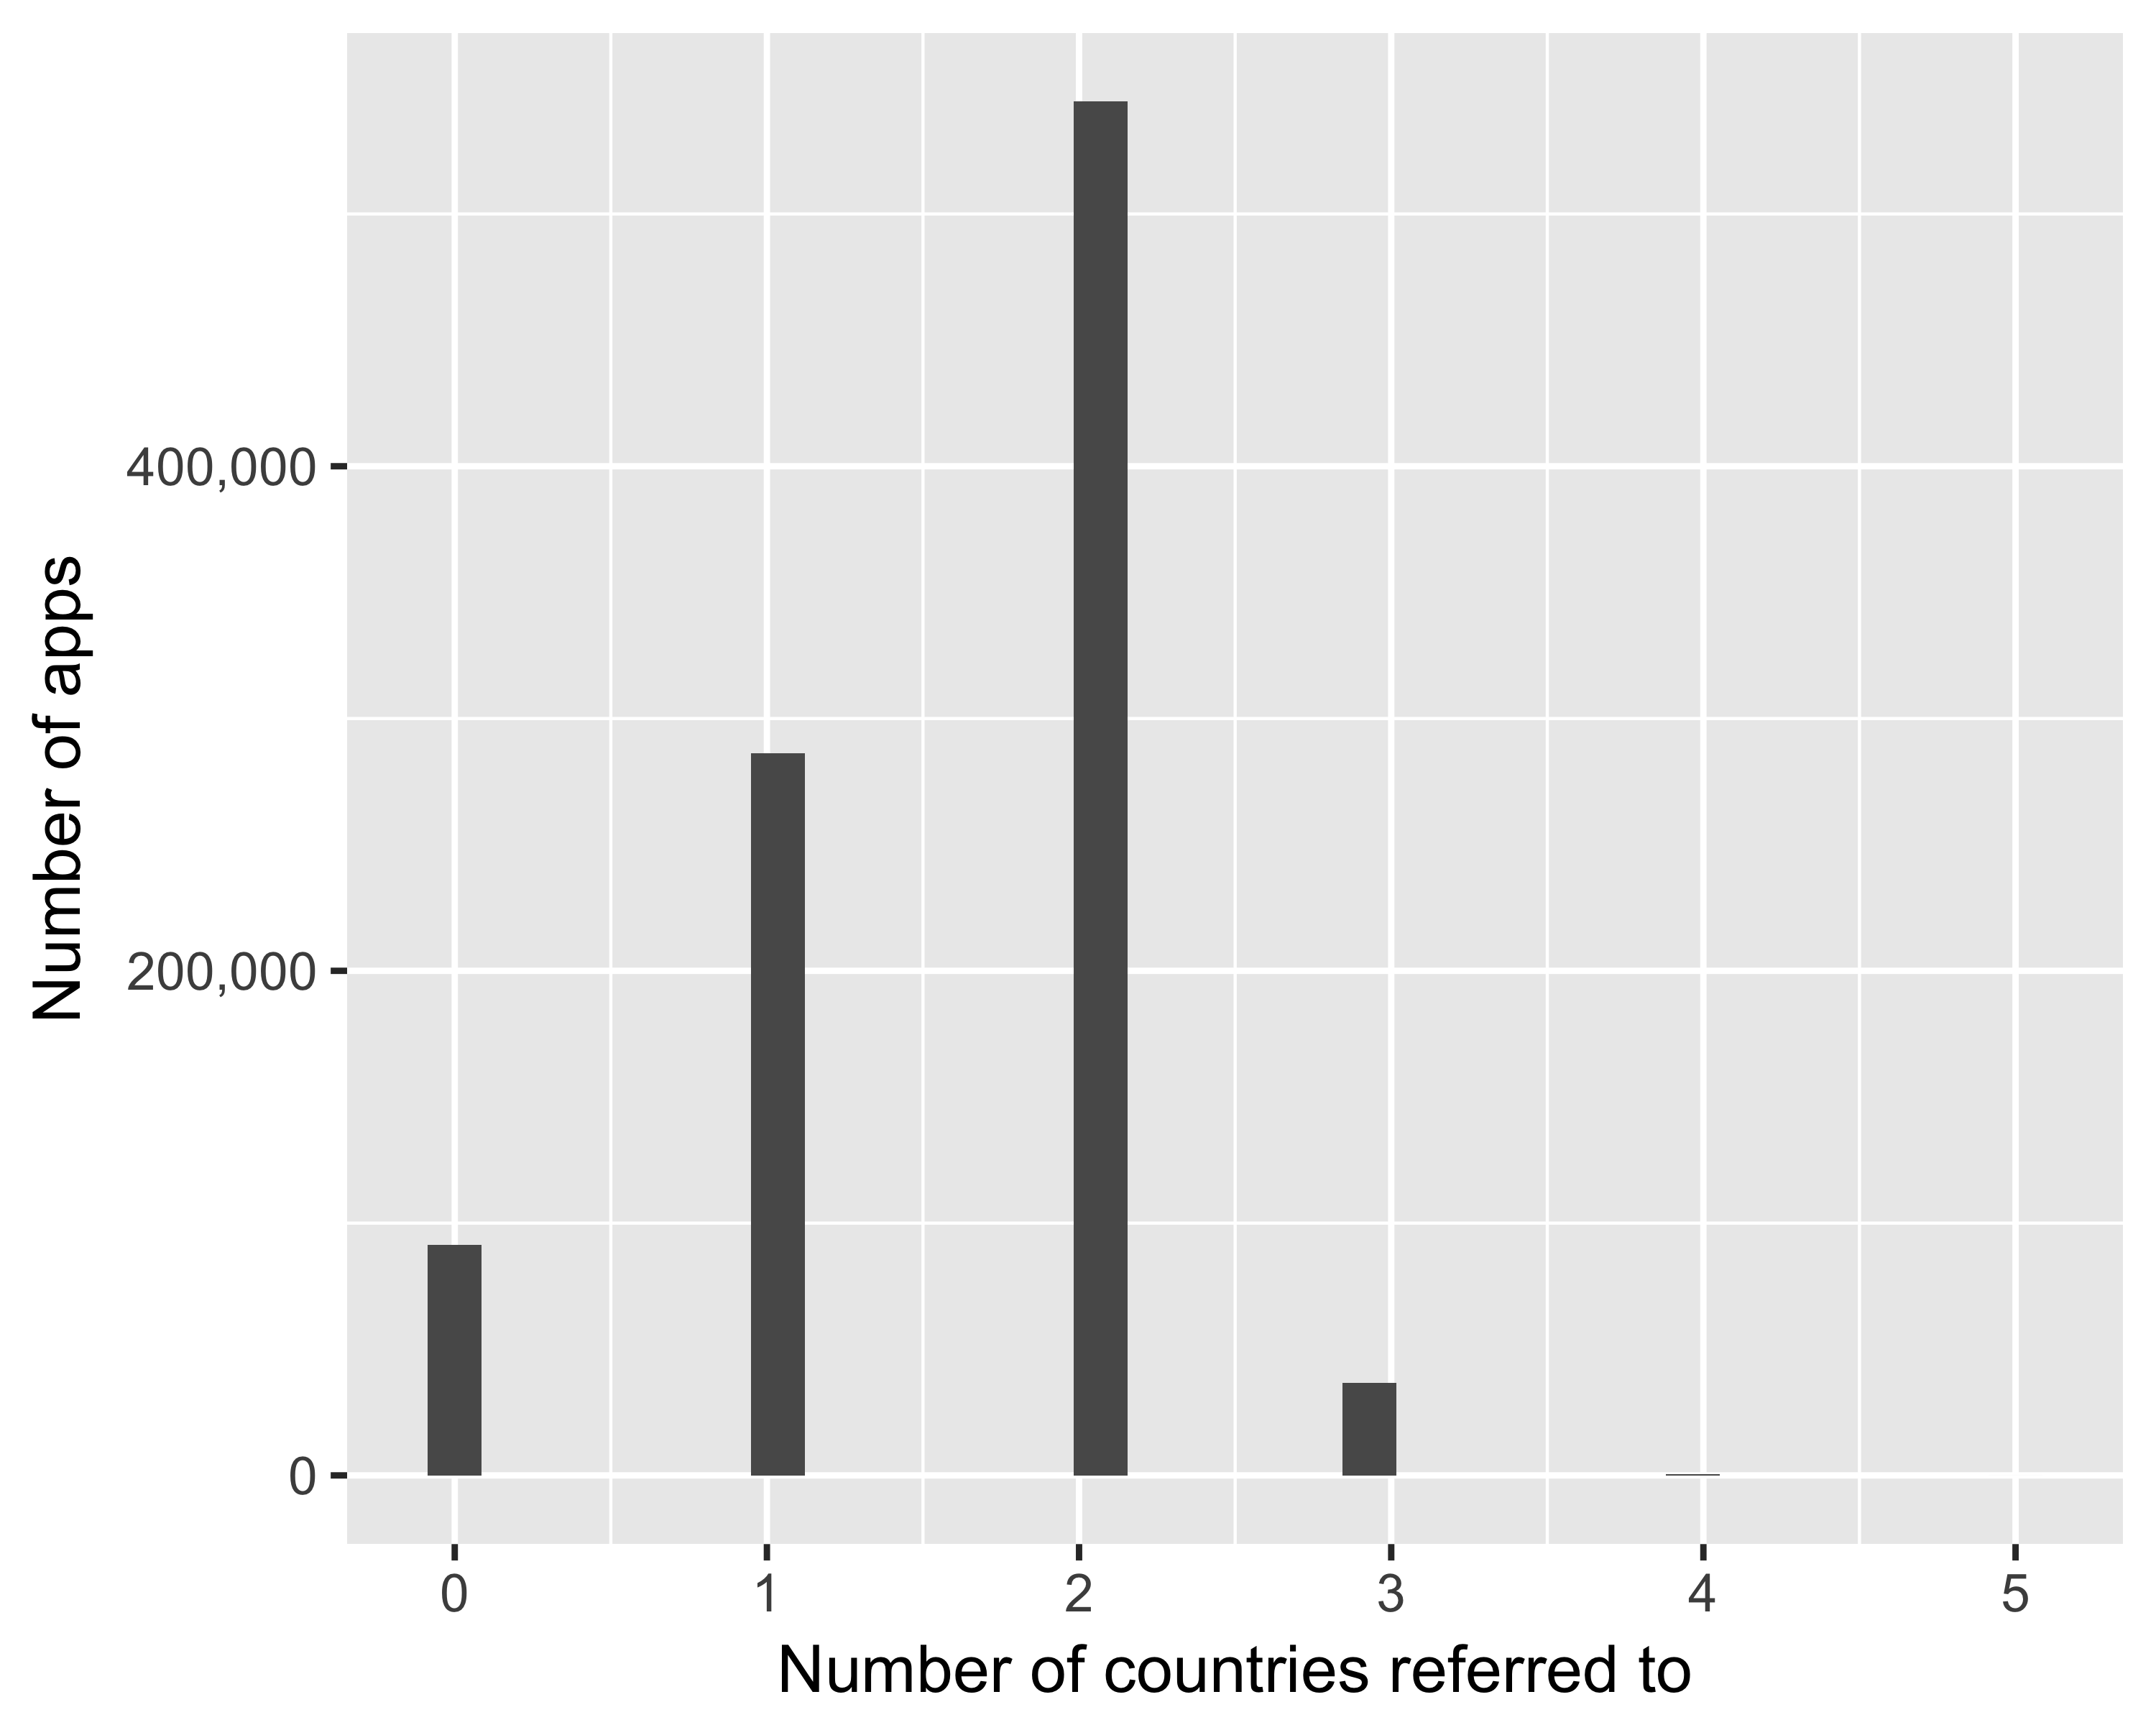 Number of apps
400,000
200,000
0
0 1 2 3 4 5
Number of countries referred to